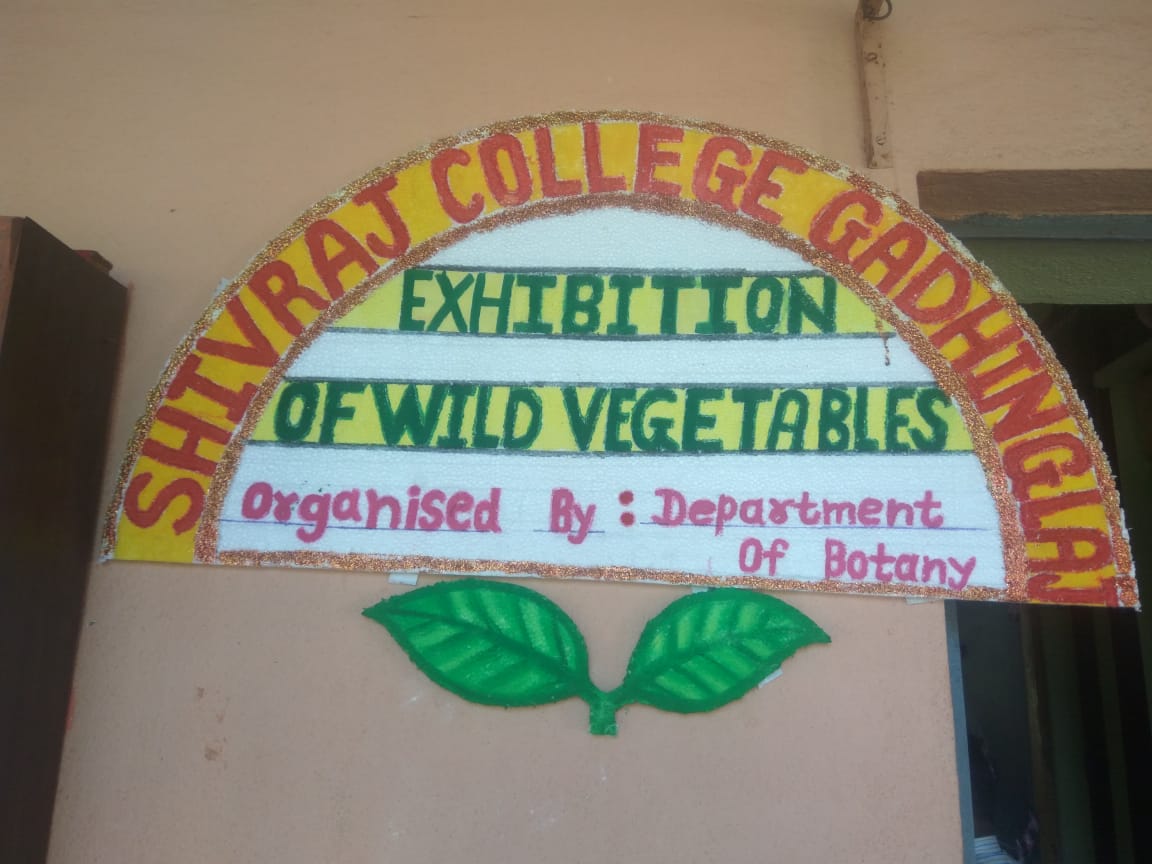 SHIVRAJ COLLEGE GADHINGLAJ
EXHIBITION
OF WILD VEGETABLES
Organised By : Department
Of Botany